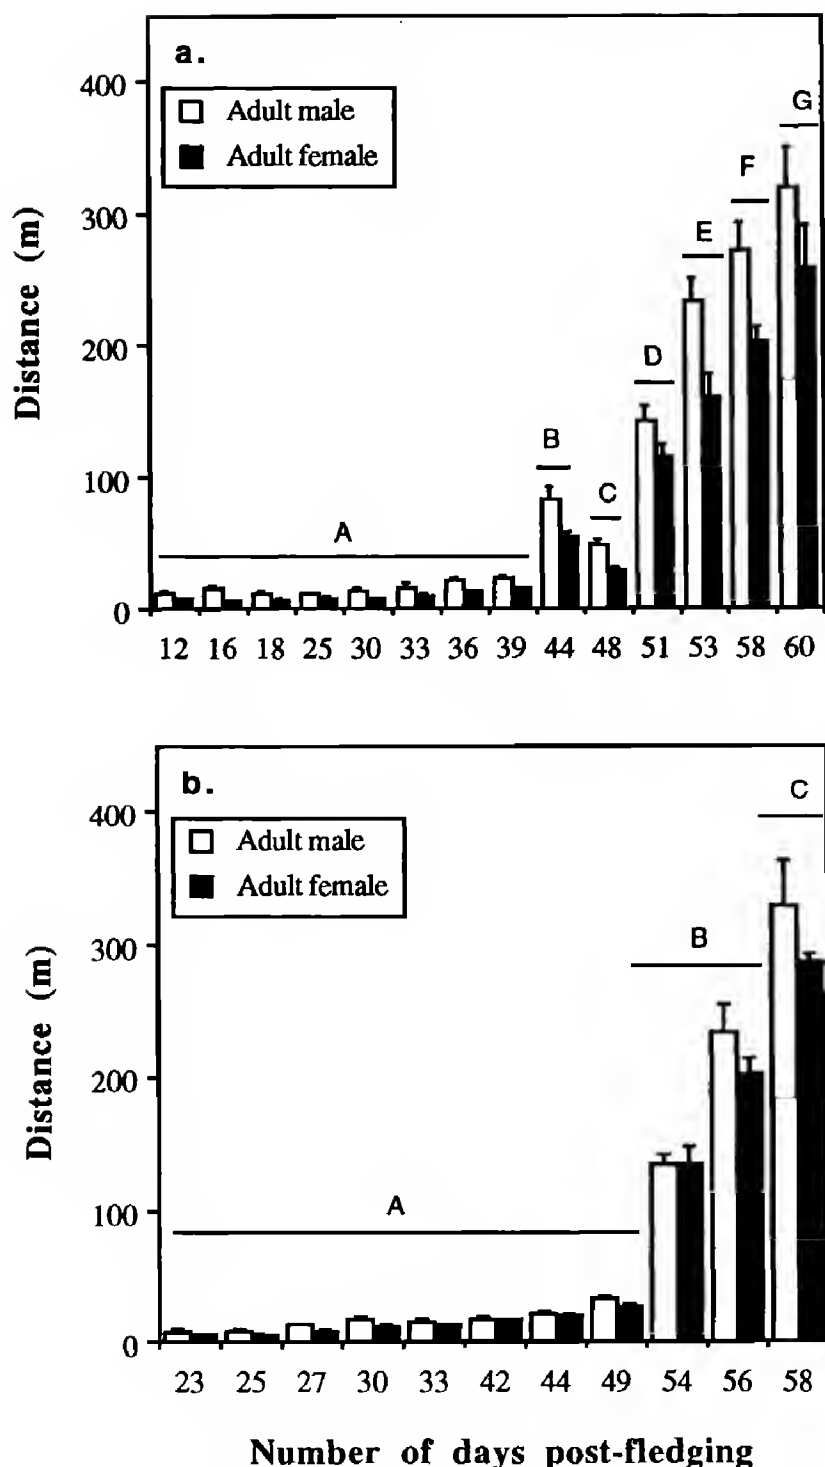 a.
Adult male
Adult female
400
300
200
100
0
Distance (m)
A
B
C
D
E
F
G
12 16 18 25 30 33 36 39 44 48 51 53 58 60
b.
Adult male
Adult female
400
300
200
100
0
Distance (m)
A
B
C
23 25 27 30 33 42 44 49 54 56 58
Number of days post-fledging